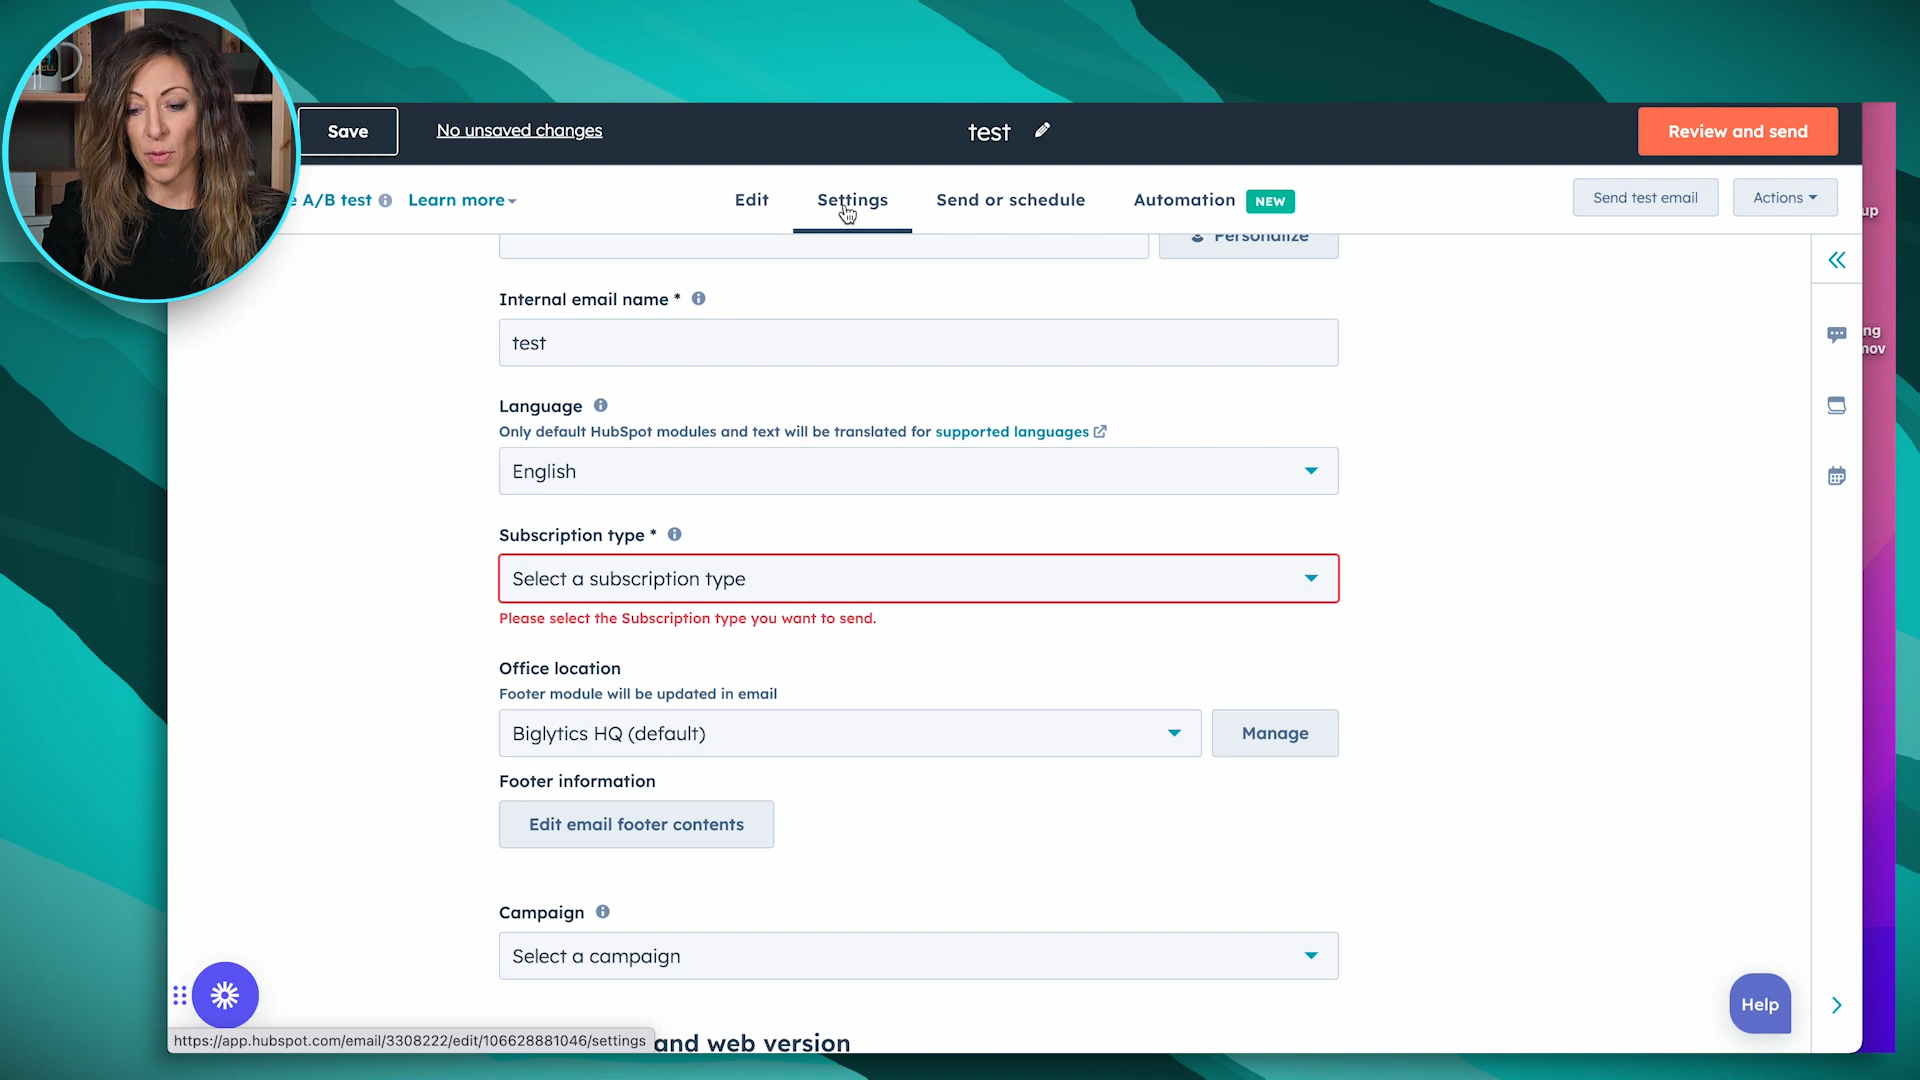 Save
No unsaved changes
test
Review and send
A/B test
Learn more
Edit
Settings
Send or schedule
Automation NEW
Send test email
Actions
up
Personalize
Internal email name *
test
ng
nov
Language
Only default HubSpot modules and text will be translated for supported languages
English
Subscription type *
Select a subscription type
Please select the Subscription type you want to send.
Office location
Footer module will be updated in email
Biglytics HQ (default)
Manage
Footer information
Edit email footer contents
Campaign
Select a campaign
Help
https://app.hubspot.com/email/3308222/edit/106628881046/settings
and web version